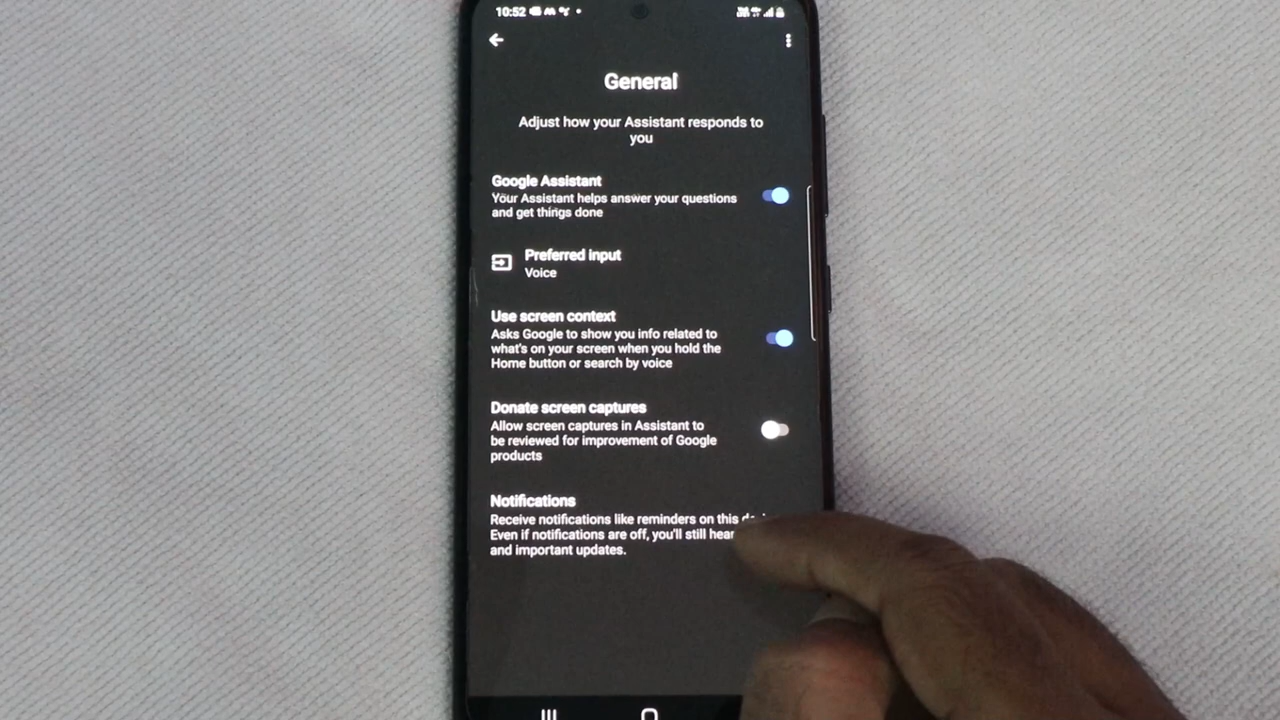 10:52
General
Adjust how your Assistant responds to
you
Google Assistant
Your Assistant helps answer your questions
and get things done
Preferred input
Voice
Use screen context
Asks Google to show you info related to
what's on your screen when you hold the
Home button or search by voice
Donate screen captures
Allow screen captures in Assistant to
be reviewed for improvement of Google
products
Notifications
Receive notifications like reminders on this
Even if notifications are off, you'll still hear
and important updates.